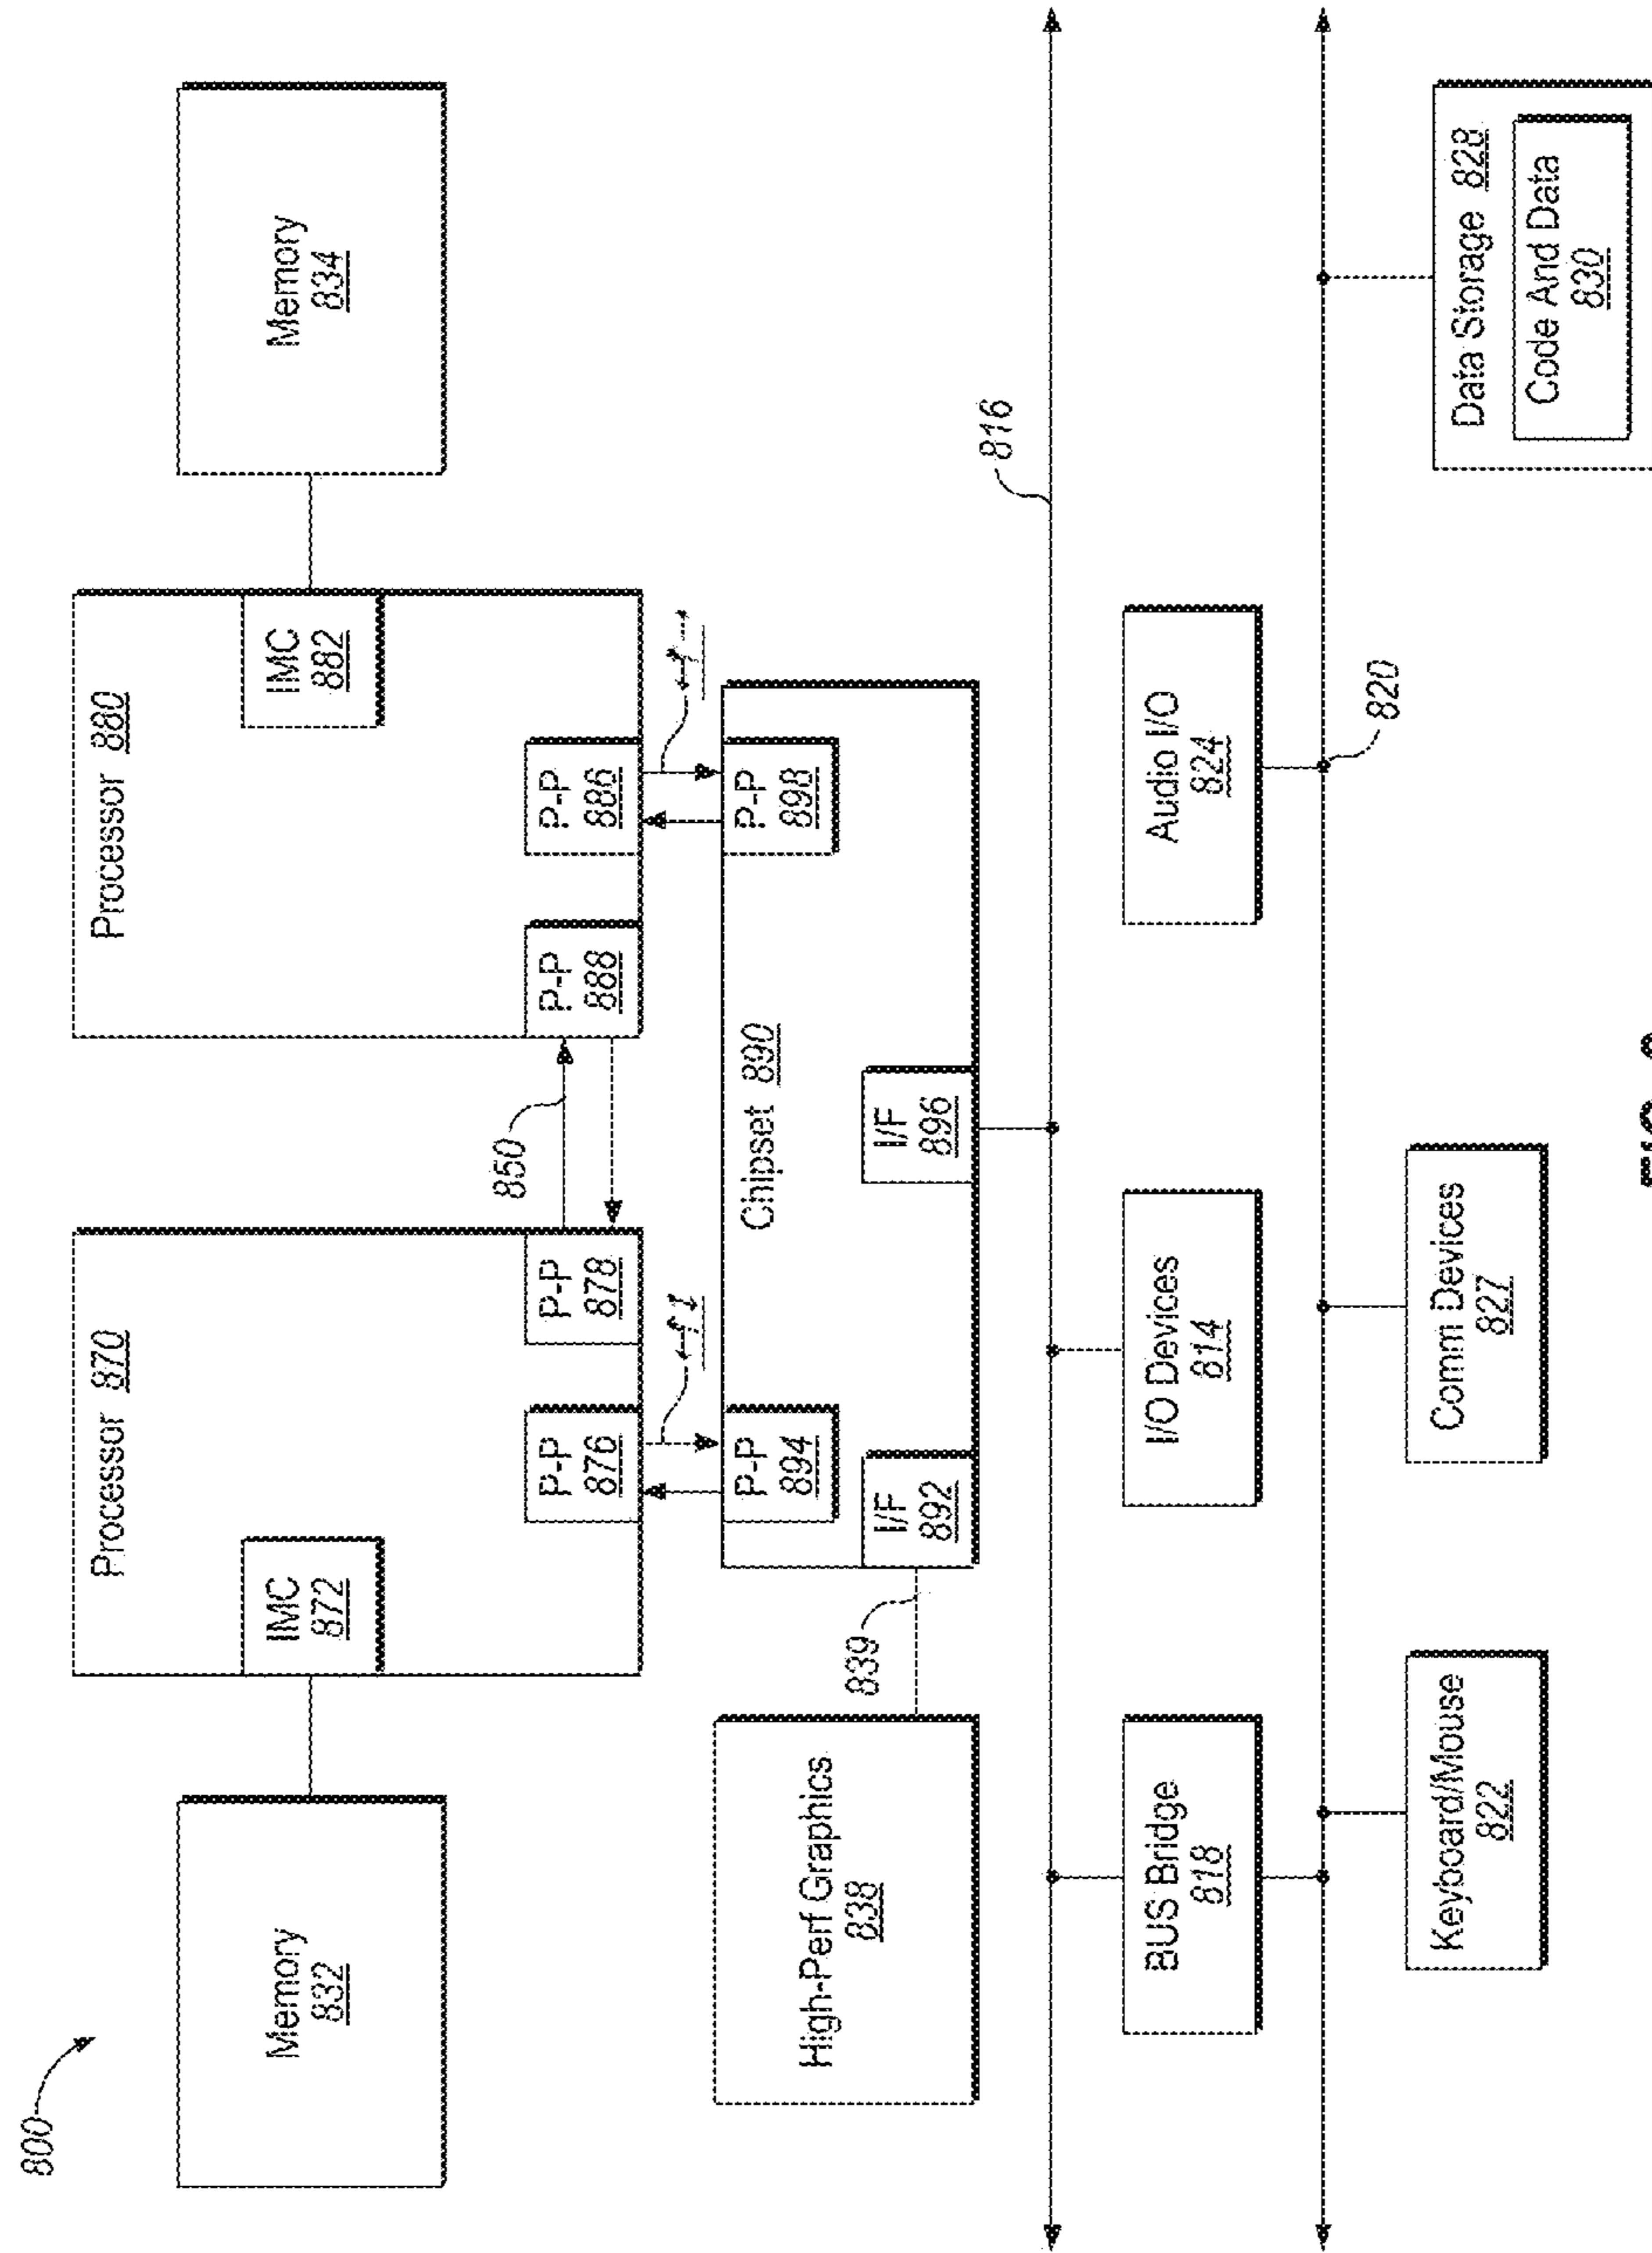 800
Memory
832
Processor 870
IMC
872
P-P
876
P-P
878
850
Processor 880
P-P
888
P-P
886
IMC
882
Memory
834
High-Perf Graphics
838
839
P-P
894
I/F
892
Chipset 890
I/F
896
P-P
898
816
BUS Bridge
818
I/O Devices
814
Audio I/O
824
820
Keyboard/Mouse
822
Comm Devices
827
Data Storage 828
Code And Data
830